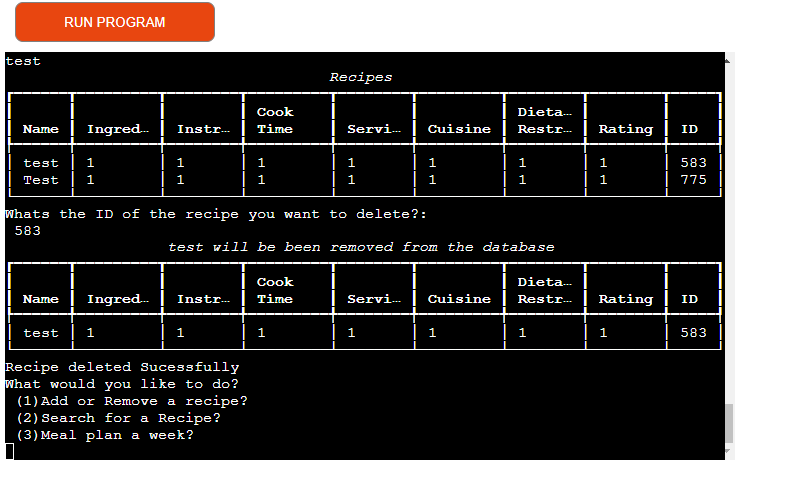 RUN PROGRAM
test
Recipes
Cook Dieta…
Name Ingred… Instr… Time Servi… Cuisine Restr… Rating ID
test 1 1 1 1 1 1 1 583
Test 1 1 1 1 1 1 1 775
Whats the ID of the recipe you want to delete?:
583
test will be been removed from the database
Cook Dieta…
Name Ingred… Instr… Time Servi… Cuisine Restr… Rating ID
test 1 1 1 1 1 1 1 583
Recipe deleted Sucessfully
What would you like to do?
(1)Add or Remove a recipe?
(2)Search for a Recipe?
(3)Meal plan a week?